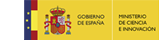 GOBIERNO
DE ESPAÑA
MINISTERIO
DE CIENCIA
E INNOVACIÓN